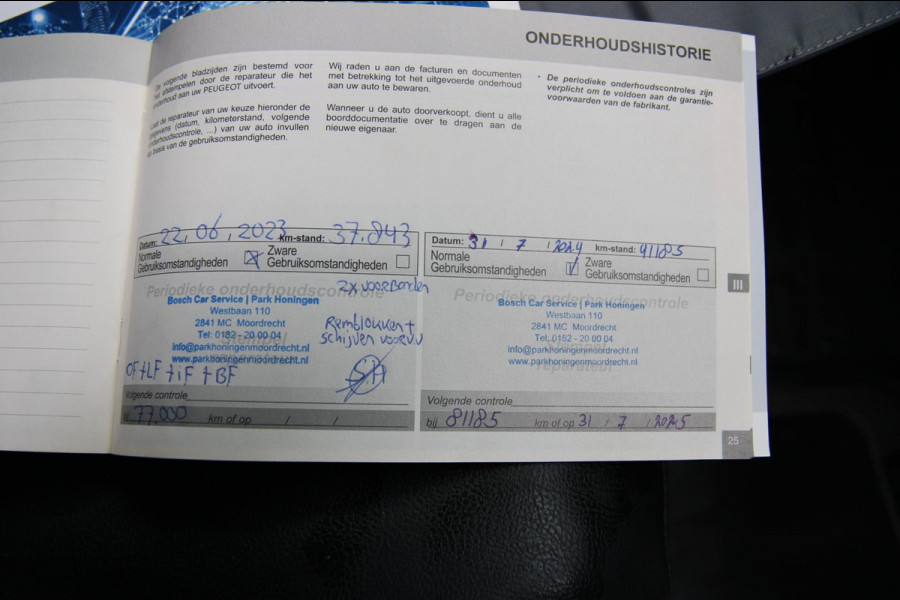 ONDERHOUDSHISTORIE
volgende bladzijden zijn bestemd voor
het afstempelen door de reparateur die het
onderhoud aan uw PEUGEOT uitvoert.
de reparateur van uw keuze hieronder de
gegevens (datum, kilometerstand, volgende
onderhoudscontrole, ...) van uw auto invullen
op basis van de gebruiksomstandigheden.
Wij raden u aan de facturen en documenten
met betrekking tot het uitgevoerde onderhoud
aan uw auto te bewaren.
Wanneer u de auto doorverkoopt, dient u alle
boorddocumentatie over te dragen aan de
nieuwe eigenaar.
• De periodieke onderhoudscontroles zijn
verplicht om te voldoen aan de garantie-
voorwaarden van de fabrikant.
Datum: 22 / 06 / 2023 km-stand: 37.843
Normale
Gebruiksomstandigheden
Zware
Gebruiksomstandigheden
2x voorbanden
Periodieke onderhoudscontrole
Bosch Car Service | Park Honingen
Westbaan 110
2841 MC Moordrecht
Tel: 0182 - 20 00 04
info@parkhoningenmoordrecht.nl
www.parkhoningenmoordrecht.nl
Remblokken +
schijven voor
OF+LF +iF +BF
S.H
Volgende controle
bij 77.000 km of op / /
Datum: 31 / 7 / 2024 km-stand: 41185
Normale
Gebruiksomstandigheden
Zware
Gebruiksomstandigheden
Periodieke onderhoudscontrole
Bosch Car Service | Park Honingen
Westbaan 110
2841 MC Moordrecht
Tel: 0182 - 20 00 04
info@parkhoningenmoordrecht.nl
www.parkhoningenmoordrecht.nl
reparateur
Volgende controle
bij 81185 km of op 31 / 7 / 2025
III
25